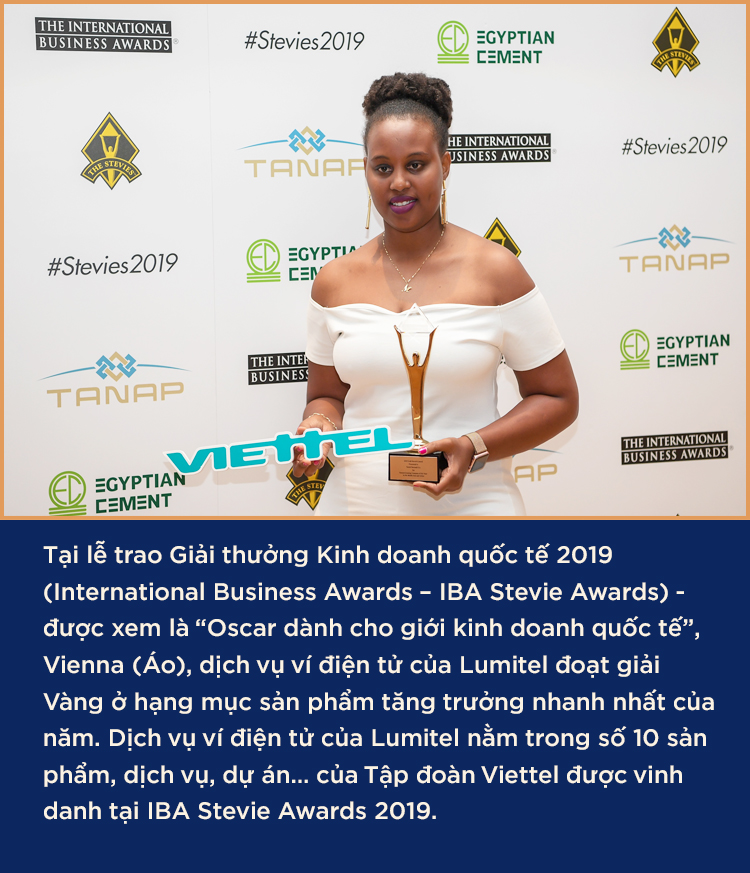 THE INTERNATIONAL
BUSINESS AWARDS
#Stevies2019
EGYPTIAN
CEMENT
THE STEVIES
THE STEVIES
TANAP
THE INTERNATIONAL
BUSINESS AWARDS
#Stevies2019
#Stevies2019
EGYPTIAN
CEM
TANAP
TANAP
THE INTERN
BUSINESS
EGYPTIAN
CEMENT
THE INTERNATIONAL
BUSINESS AWARDS
VIETTEL
EGYPTIAN
CEMENT
THE STEV
AP
Tại lễ trao Giải thưởng Kinh doanh quốc tế 2019
(International Business Awards – IBA Stevie Awards) -
được xem là “Oscar dành cho giới kinh doanh quốc tế”,
Vienna (Áo), dịch vụ ví điện tử của Lumitel đoạt giải
Vàng ở hạng mục sản phẩm tăng trưởng nhanh nhất của
năm. Dịch vụ ví điện tử của Lumitel nằm trong số 10 sản
phẩm, dịch vụ, dự án... của Tập đoàn Viettel được vinh
danh tại IBA Stevie Awards 2019.